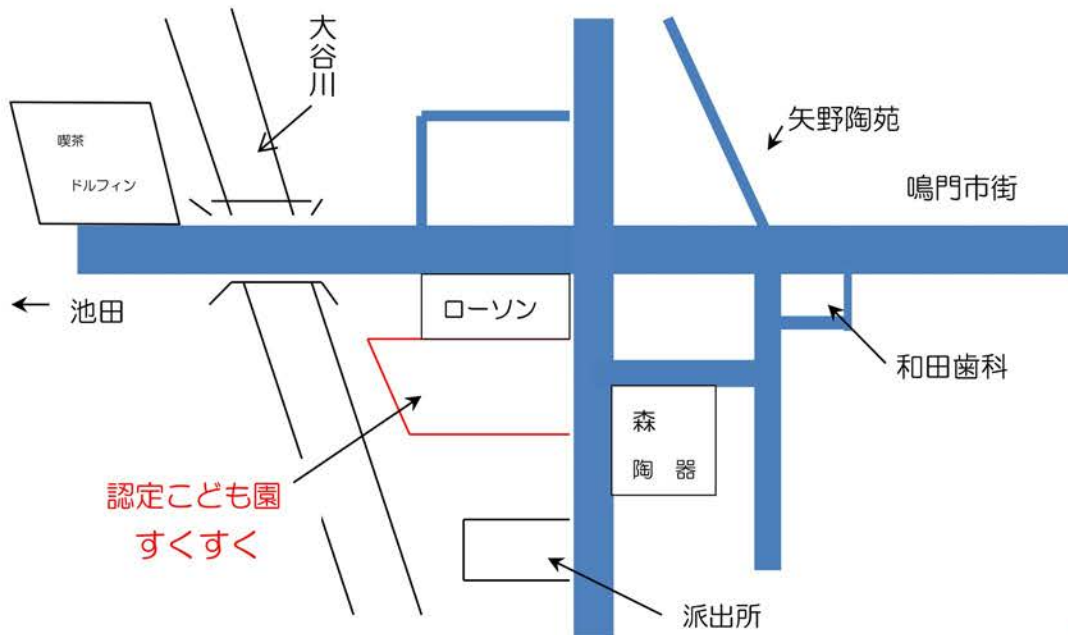 大谷川
矢野陶苑
喫茶
ドルフィン
鳴門市街
池田
ローソン
和田歯科
森
陶 器
認定こども園
すくすく
派出所